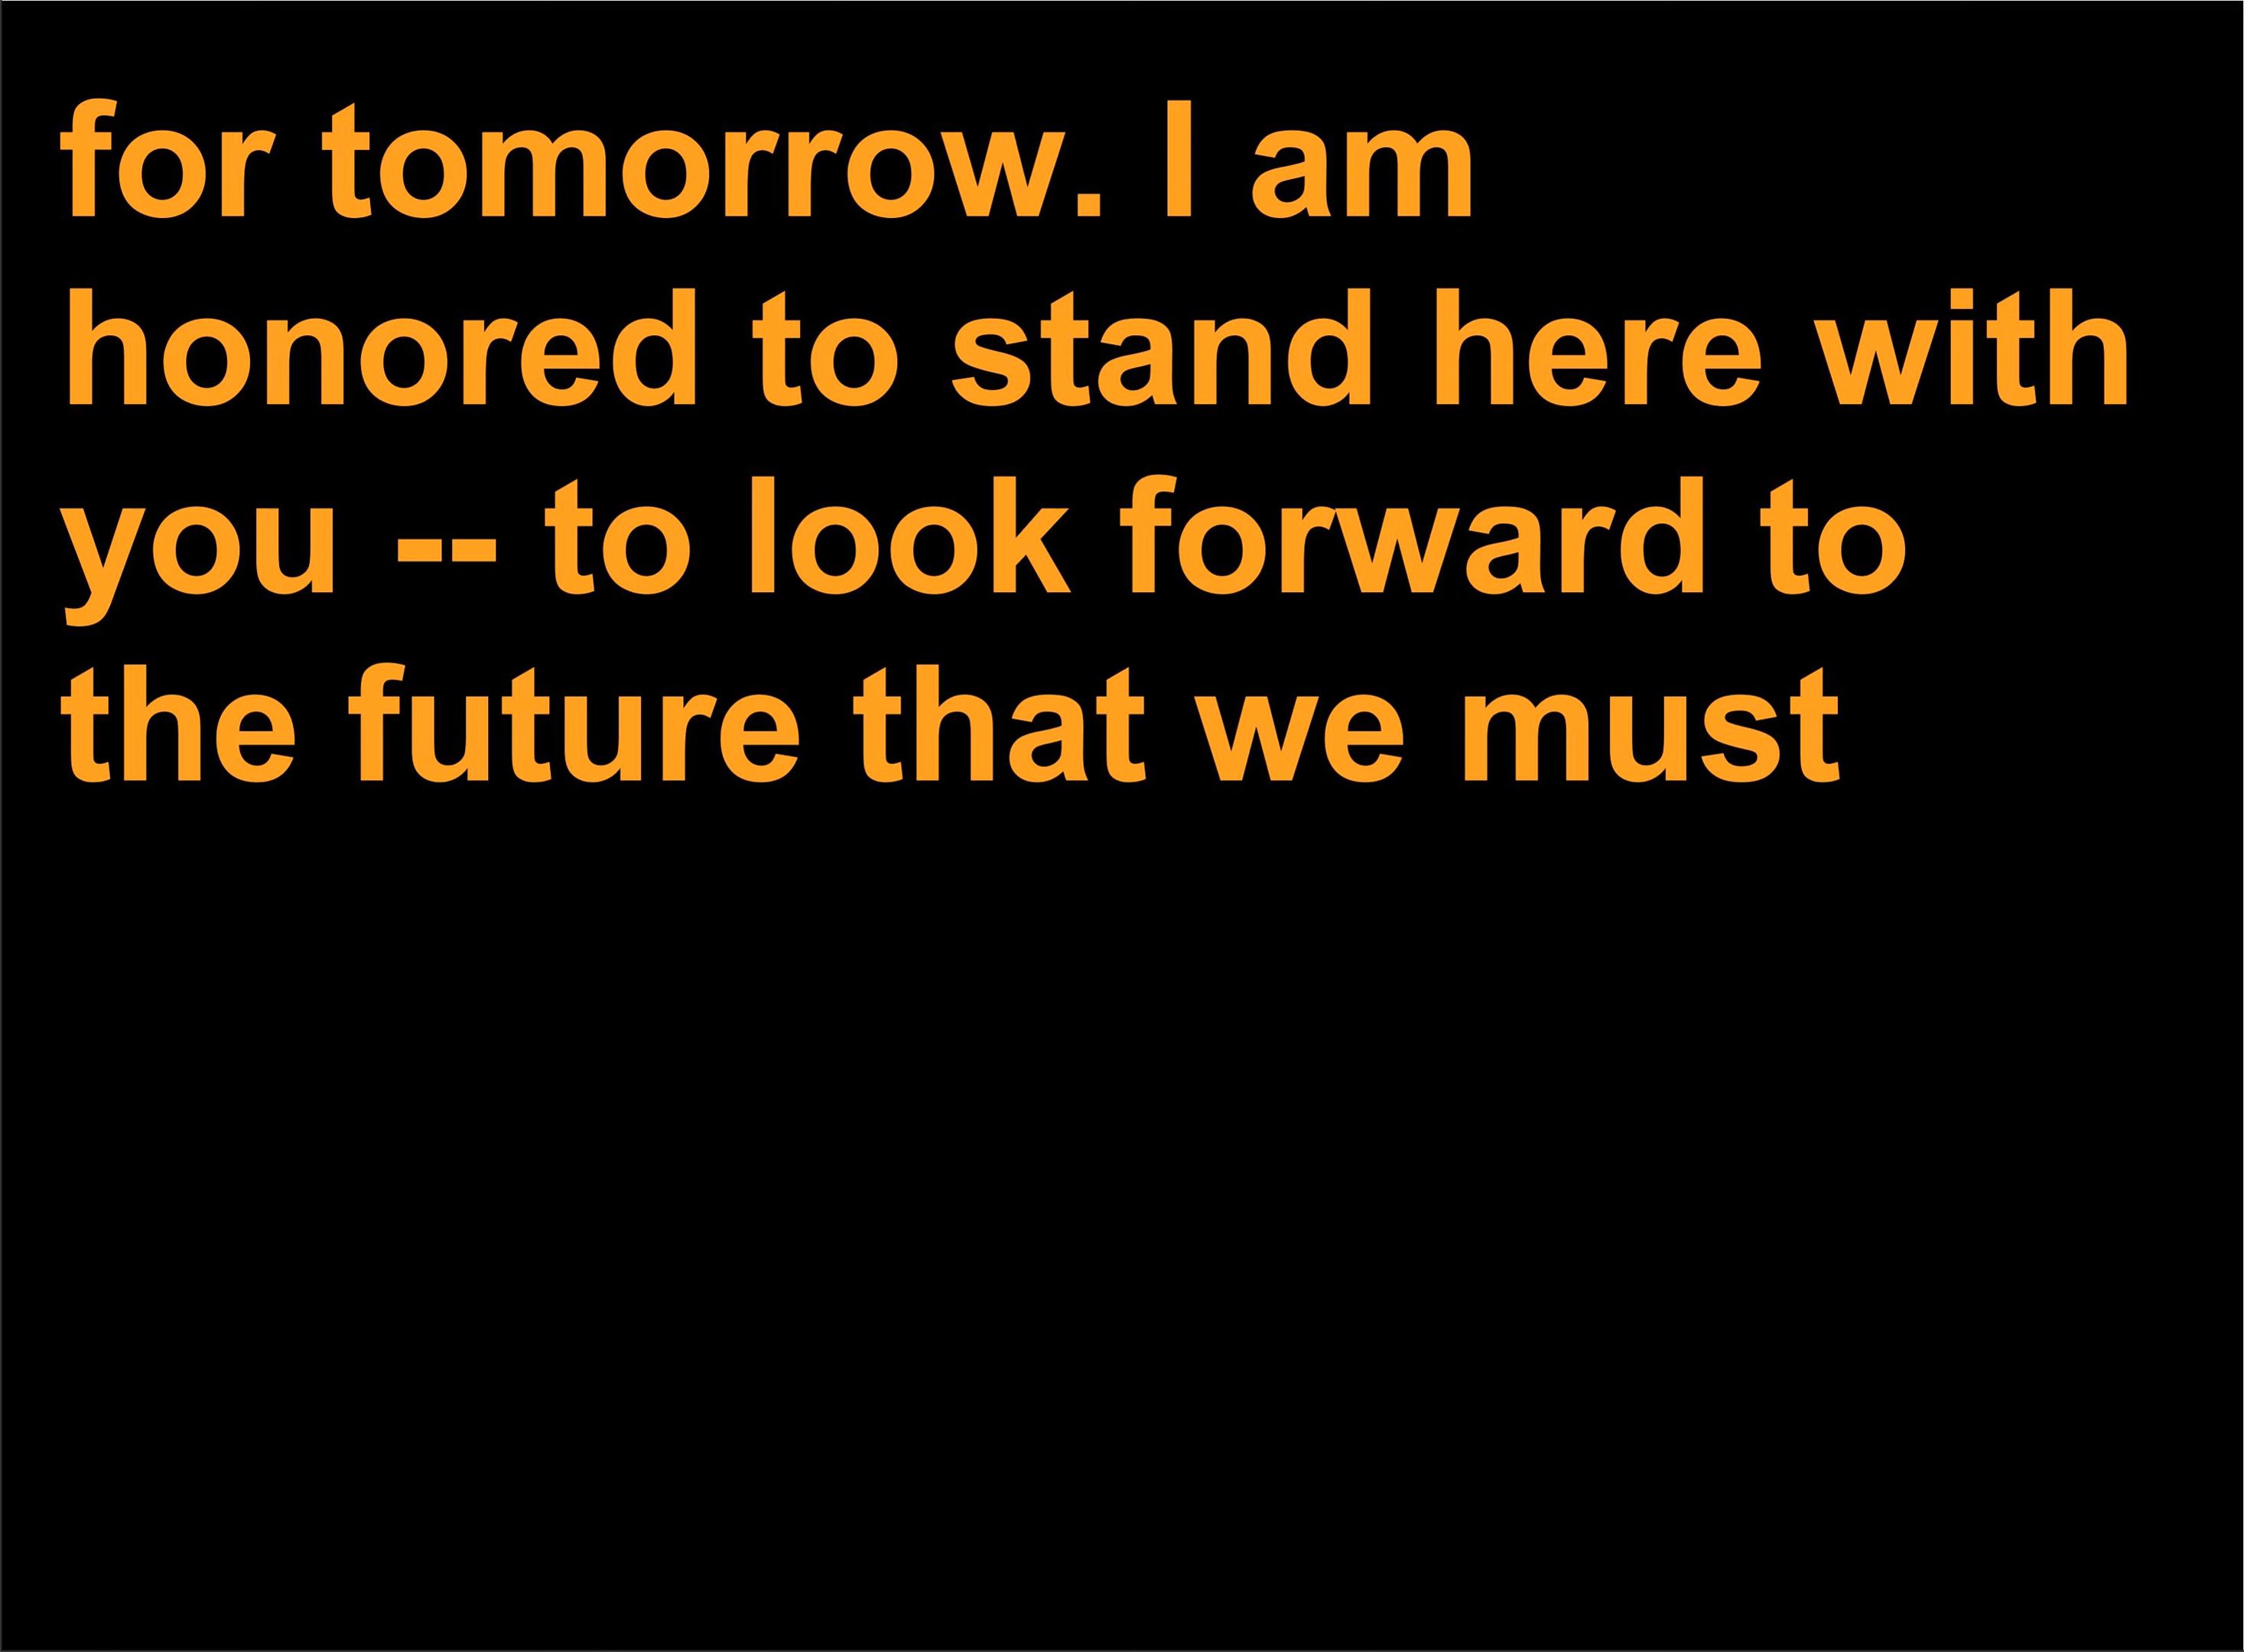 for tomorrow. I am
honored to stand here with
you -- to look forward to
the future that we must